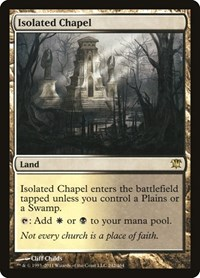 Isolated Chapel
Land
Isolated Chapel enters the battlefield
tapped unless you control a Plains or
a Swamp.
: Add or to your mana pool.
Not every church is a place of faith.
Cliff Childs